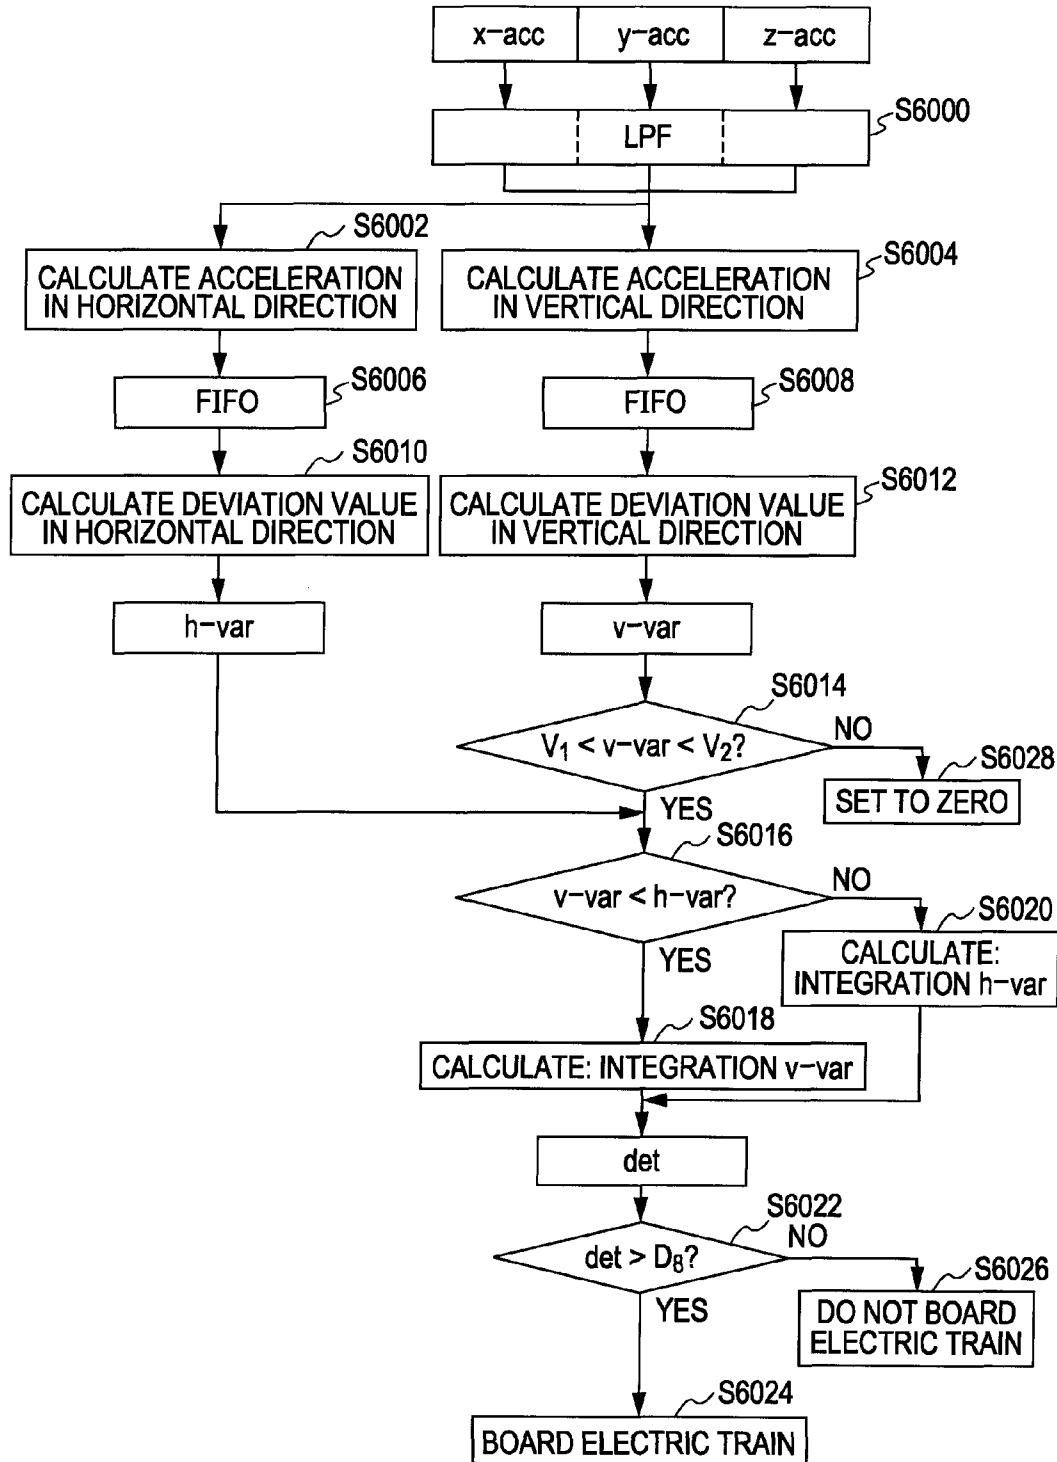 x-acc
y-acc
z-acc
S6000
LPF
S6002
CALCULATE ACCELERATION
IN HORIZONTAL DIRECTION
S6004
CALCULATE ACCELERATION
IN VERTICAL DIRECTION
S6006
FIFO
S6008
FIFO
S6010
CALCULATE DEVIATION VALUE
IN HORIZONTAL DIRECTION
S6012
CALCULATE DEVIATION VALUE
IN VERTICAL DIRECTION
h-var
v-var
S6014
V₁ < v-var < V₂?
NO
S6028
SET TO ZERO
YES
S6016
v-var < h-var?
NO
S6020
CALCULATE:
INTEGRATION h-var
YES
S6018
CALCULATE: INTEGRATION v-var
det
S6022
det > D₈?
NO
S6026
DO NOT BOARD
ELECTRIC TRAIN
YES
S6024
BOARD ELECTRIC TRAIN